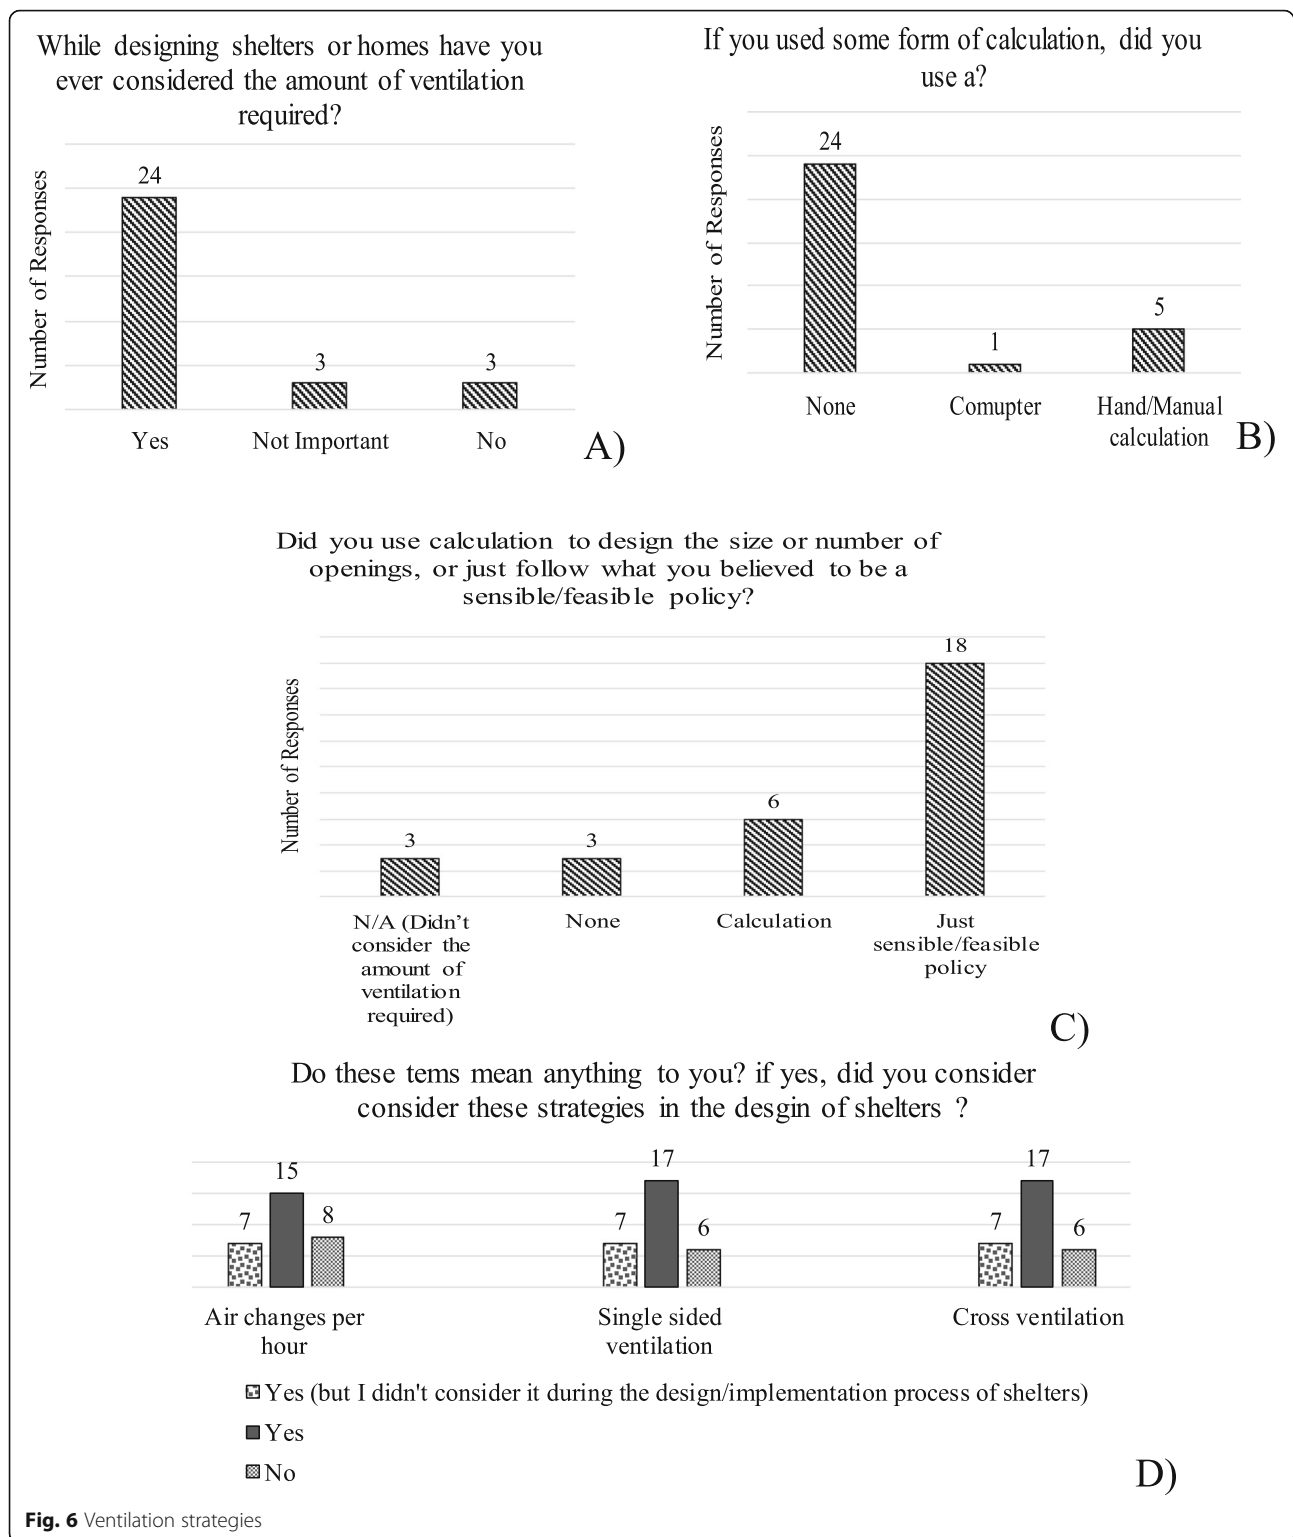 While designing shelters or homes have you
ever considered the amount of ventilation
required?
Number of Responses
24
3
3
Yes
Not Important
No
A)
If you used some form of calculation, did you
use a?
Number of Responses
24
1
5
None
Comupter
Hand/Manual
calculation
B)
Did you use calculation to design the size or number of
openings, or just follow what you believed to be a
sensible/feasible policy?
Number of Responses
3
3
6
18
N/A (Didn't
consider the
amount of
ventilation
required)
None
Calculation
Just
sensible/feasible
policy
C)
Do these tems mean anything to you? if yes, did you consider
consider these strategies in the desgin of shelters ?
7
15
8
7
17
6
7
17
6
Air changes per
hour
Single sided
ventilation
Cross ventilation
Yes (but I didn't consider it during the design/implementation process of shelters)
Yes
No
D)
Fig. 6 Ventilation strategies